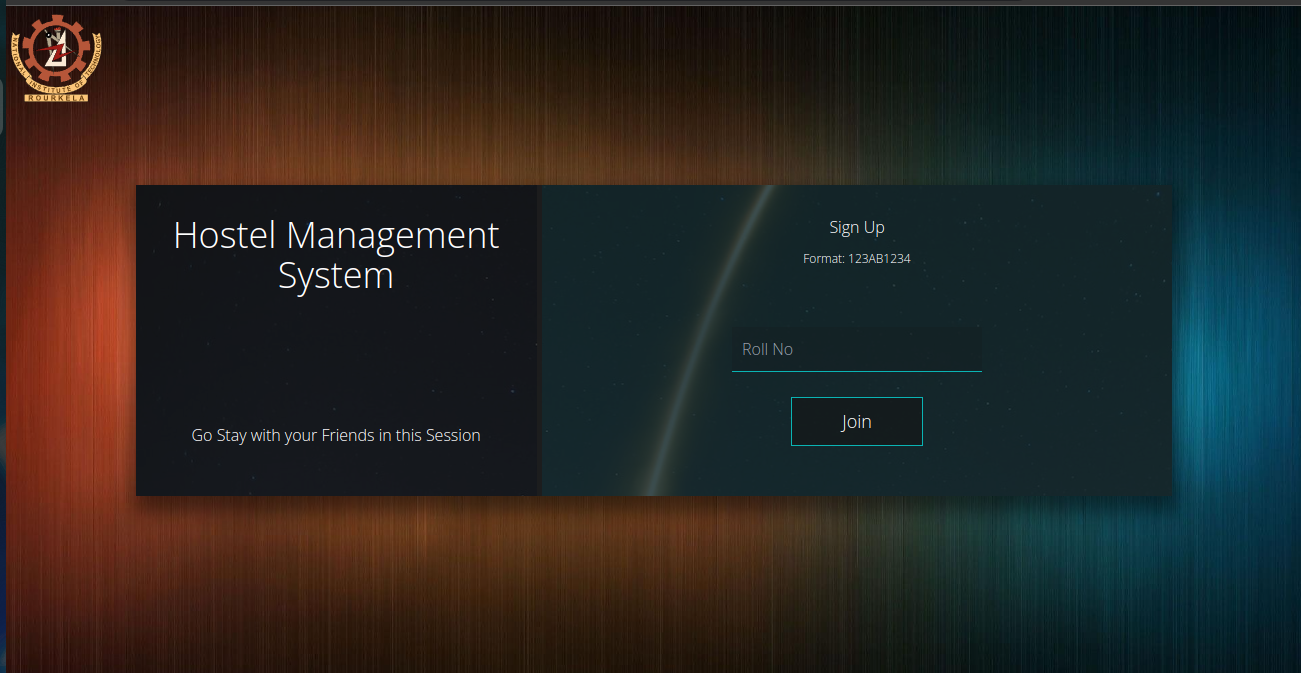 NATIONAL INSTITUTE OF TECHNOLOGY
ROURKELA
Hostel Management
System
Go Stay with your Friends in this Session
Sign Up
Format: 123AB1234
Roll No
Join